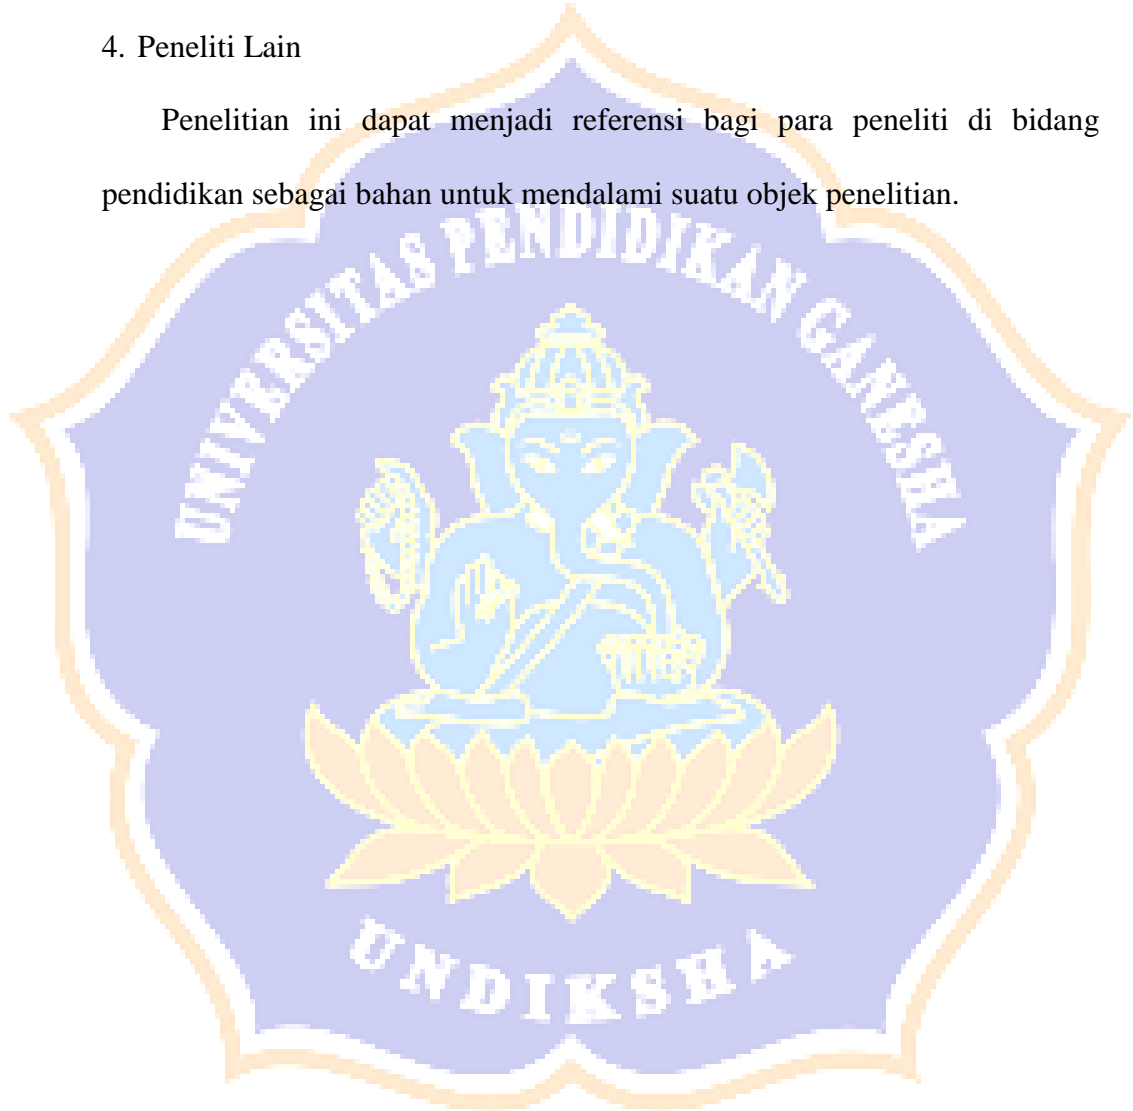 4. Peneliti Lain
Penelitian ini dapat menjadi referensi bagi para peneliti di bidang
pendidikan sebagai bahan untuk mendalami suatu objek penelitian.
UNIVERSITAS PENDIDIKAN GANESHA
UNDIKSHA